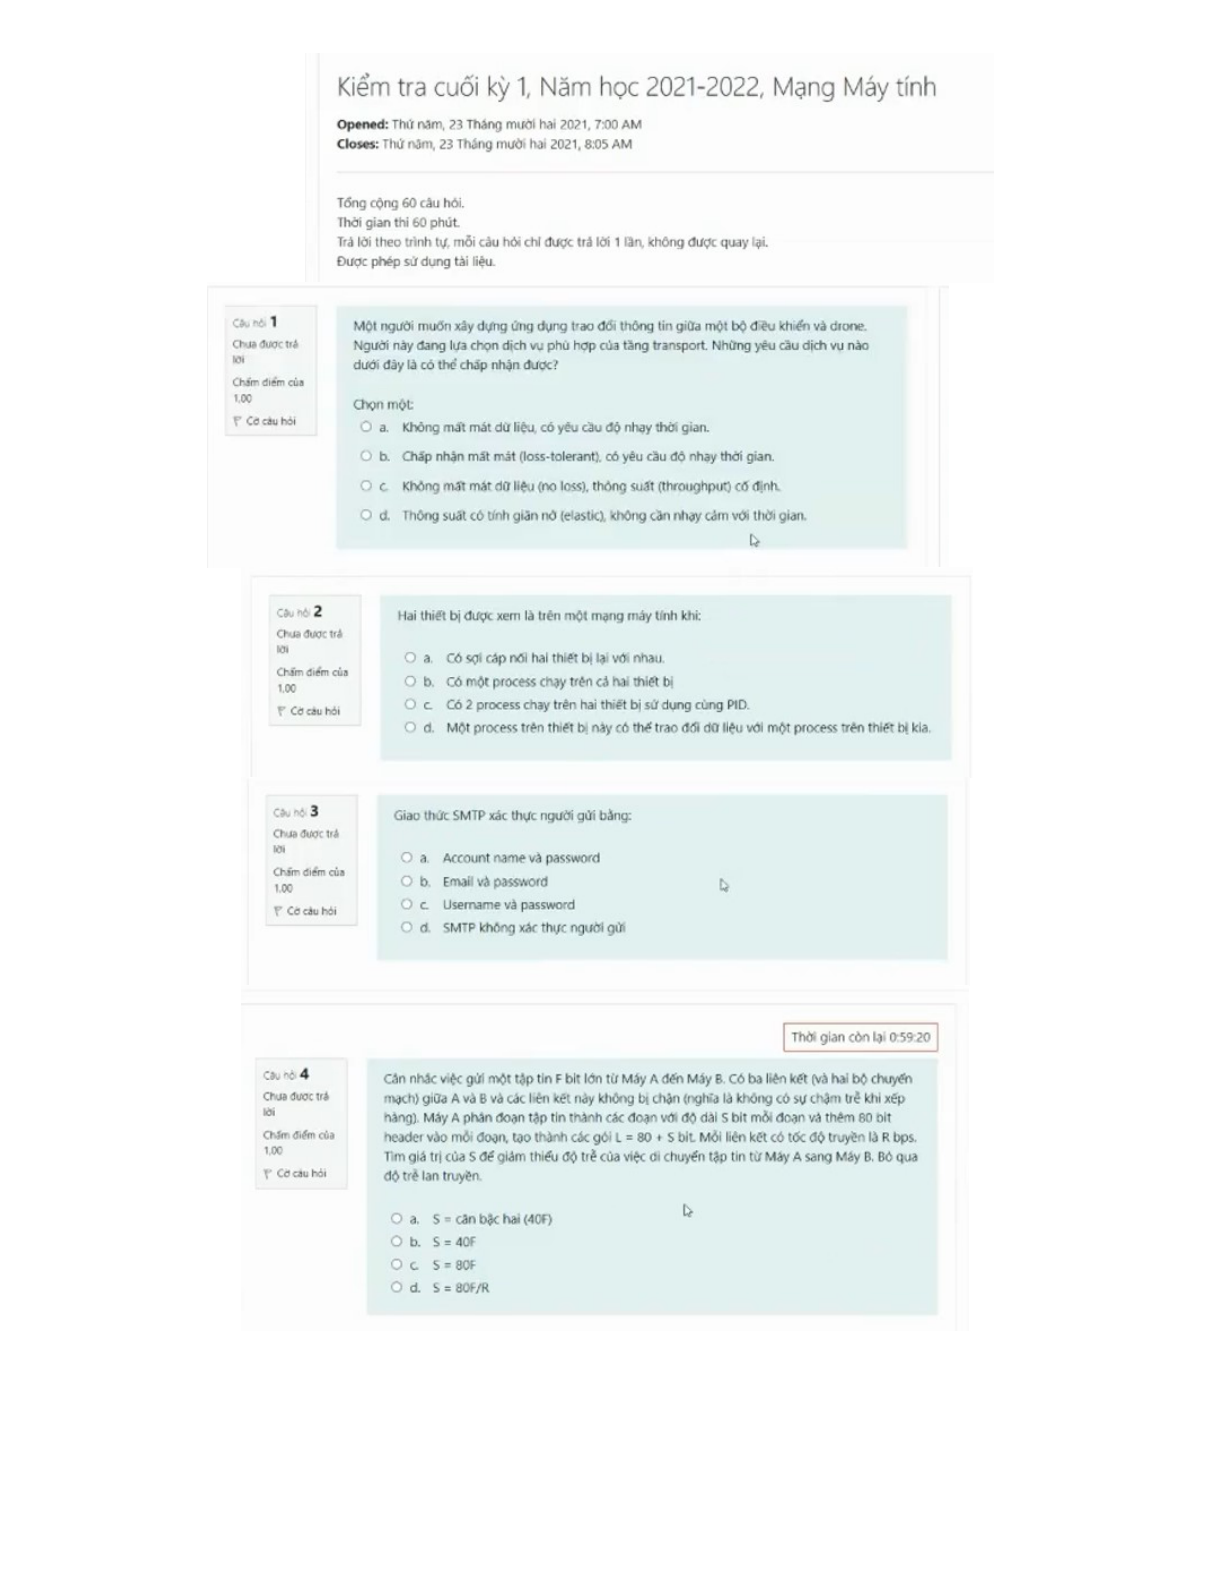 Kiểm tra cuối kỳ 1, Năm học 2021-2022, Mạng Máy tính
Opened: Thứ năm, 23 Tháng mười hai 2021, 7:00 AM
Closes: Thứ năm, 23 Tháng mười hai 2021, 8:05 AM
Tổng cộng 60 câu hỏi.
Thời gian thi 60 phút.
Trả lời theo trình tự, mỗi câu hỏi chỉ được trả lời 1 lần, không được quay lại.
Được phép sử dụng tài liệu.
Câu hỏi 1
Chưa được trả
lời
Chấm điểm của
1,00
Cờ câu hỏi
Một người muốn xây dựng ứng dụng trao đổi thông tin giữa một bộ điều khiển và drone.
Người này đang lựa chọn dịch vụ phù hợp của tầng transport. Những yêu cầu dịch vụ nào
dưới đây là có thể chấp nhận được?
Chọn một:
a. Không mất mát dữ liệu, có yêu cầu độ nhạy thời gian.
b. Chấp nhận mất mát (loss-tolerant), có yêu cầu độ nhạy thời gian.
c. Không mất mát dữ liệu (no loss), thông suất (throughput) cố định.
d. Thông suất có tính giãn nở (elastic), không cần nhạy cảm với thời gian.
Câu hỏi 2
Chưa được trả
lời
Chấm điểm của
1,00
Cờ câu hỏi
Hai thiết bị được xem là trên một mạng máy tính khi:
a. Có sợi cáp nối hai thiết bị lại với nhau.
b. Có một process chạy trên cả hai thiết bị
c. Có 2 process chạy trên hai thiết bị sử dụng cùng PID.
d. Một process trên thiết bị này có thể trao đổi dữ liệu với một process trên thiết bị kia.
Câu hỏi 3
Chưa được trả
lời
Chấm điểm của
1,00
Cờ câu hỏi
Giao thức SMTP xác thực người gửi bằng:
a. Account name và password
b. Email và password
c. Username và password
d. SMTP không xác thực người gửi
Thời gian còn lại 0:59:20
Câu hỏi 4
Chưa được trả
lời
Chấm điểm của
1,00
Cờ câu hỏi
Cân nhắc việc gửi một tập tin F bit lớn từ Máy A đến Máy B. Có ba liên kết (và hai bộ chuyển
mạch) giữa A và B và các liên kết này không bị chặn (nghĩa là không có sự chậm trễ khi xếp
hàng). Máy A phân đoạn tập tin thành các đoạn với độ dài S bit mỗi đoạn và thêm 80 bit
header vào mỗi đoạn, tạo thành các gói L = 80 + S bit. Mỗi liên kết có tốc độ truyền là R bps.
Tìm giá trị của S để giảm thiểu độ trễ của việc di chuyển tập tin từ Máy A sang Máy B. Bỏ qua
độ trễ lan truyền.
a. S = căn bậc hai (40F)
b. S = 40F
c. S = 80F
d. S = 80F/R